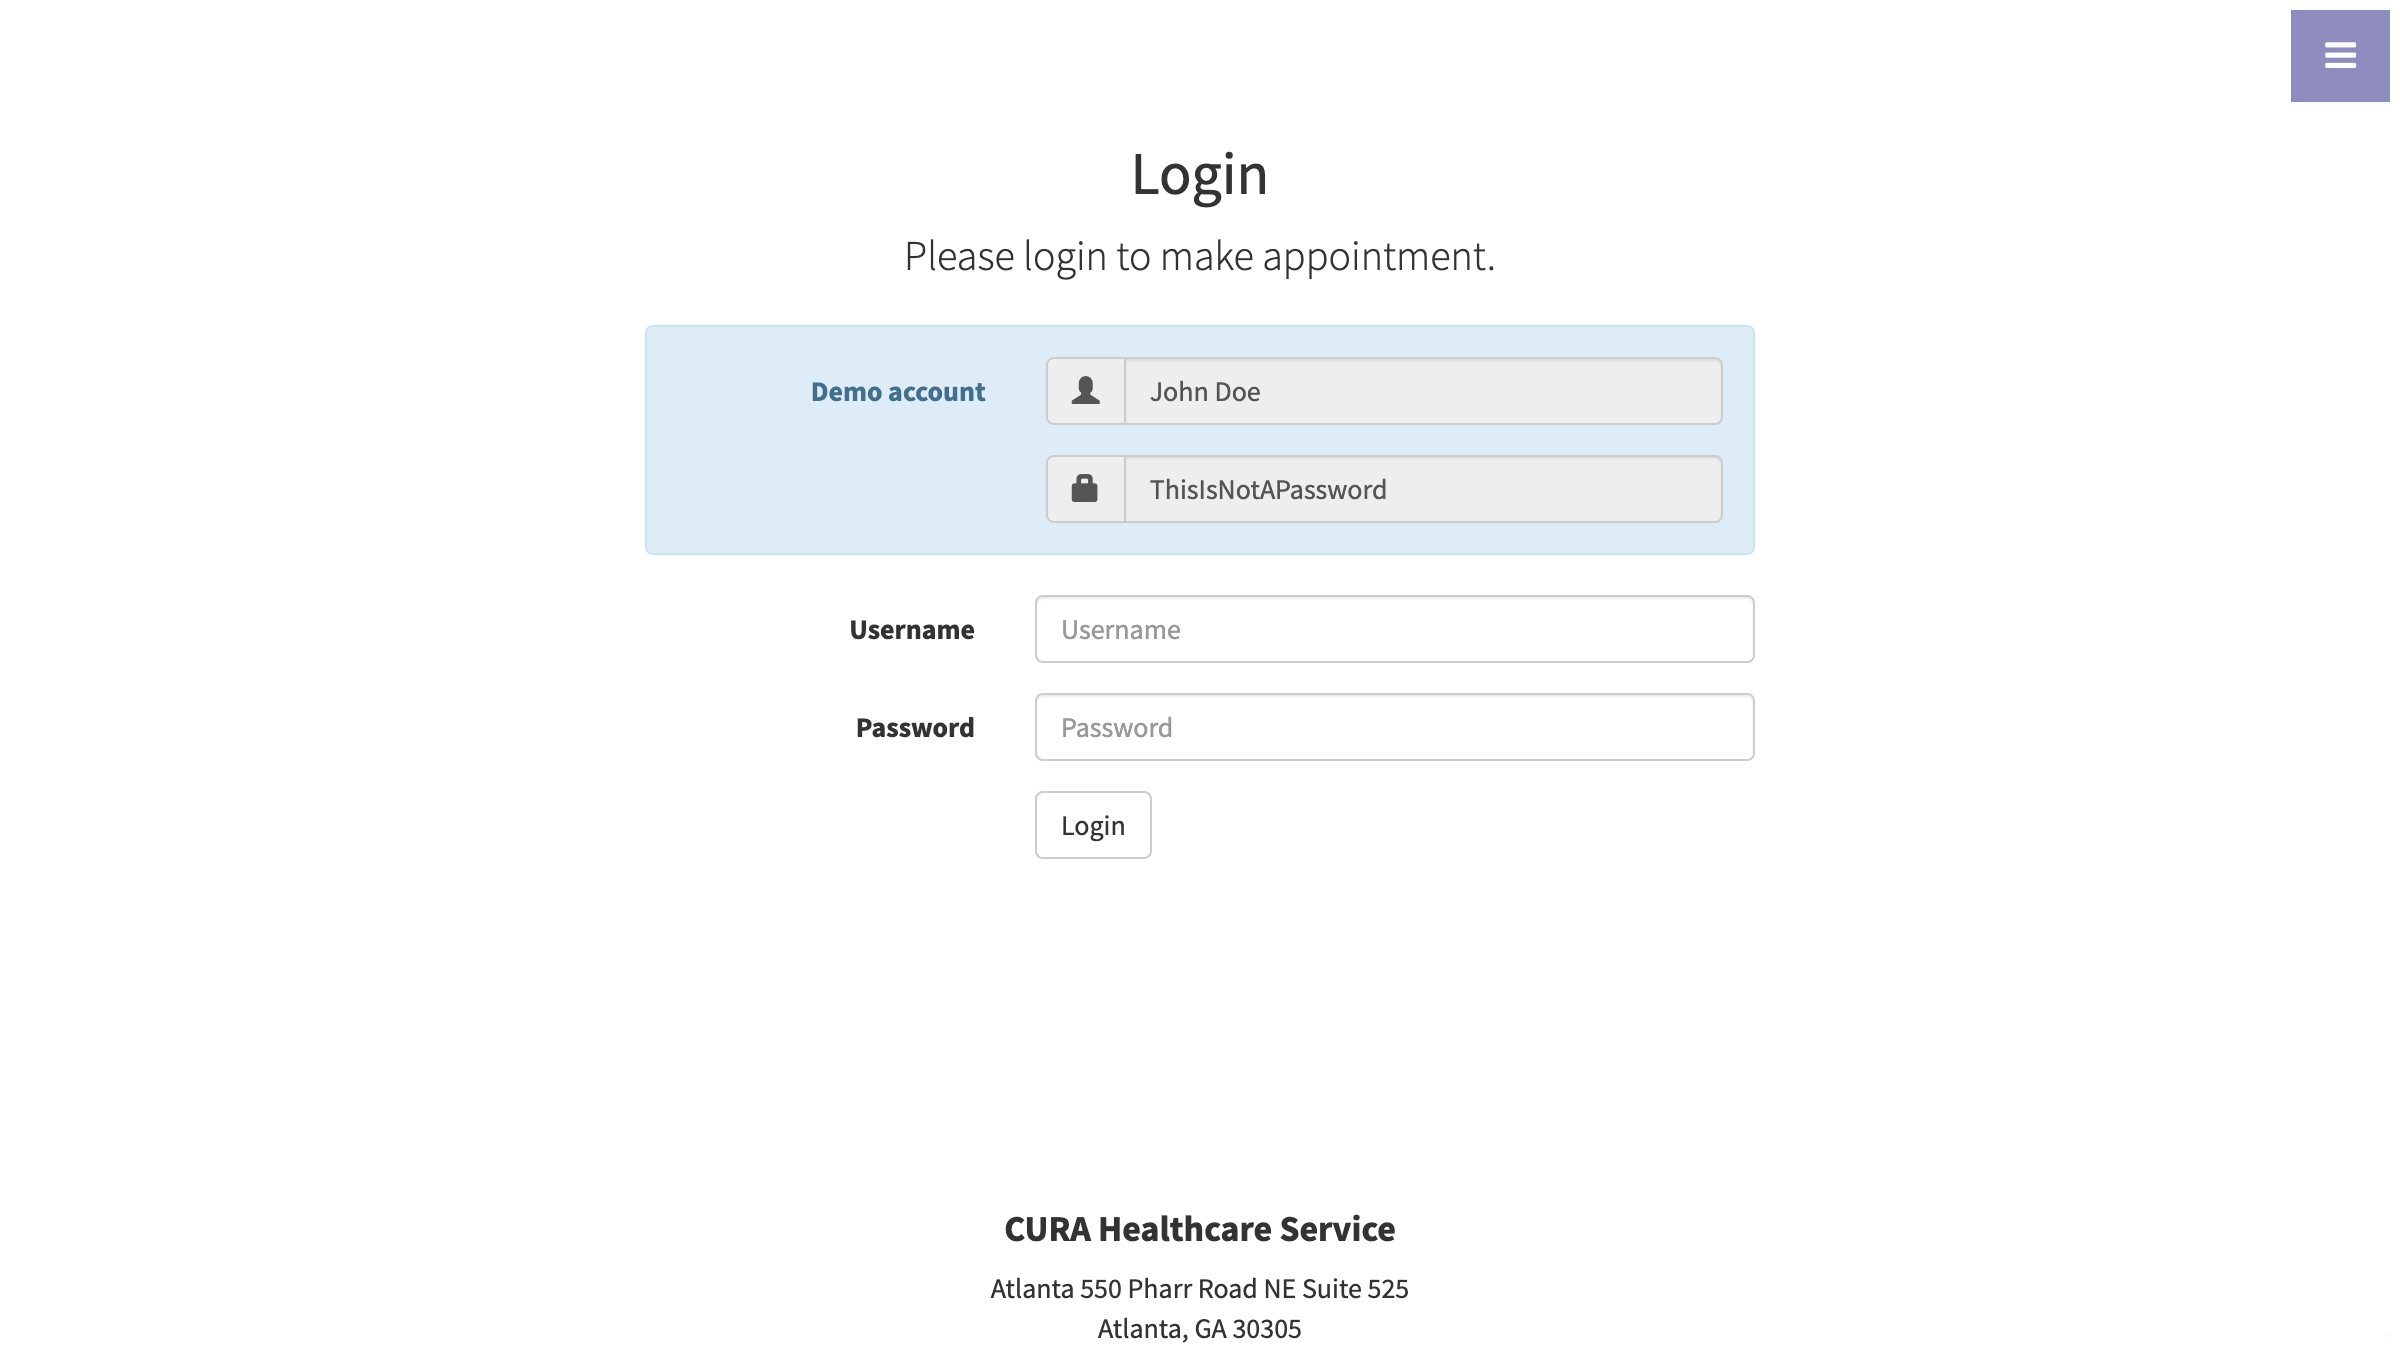 Login
Please login to make appointment.
Demo account
John Doe
ThisIsNotAPassword
Username
Username
Password
Password
Login
CURA Healthcare Service
Atlanta 550 Pharr Road NE Suite 525
Atlanta, GA 30305